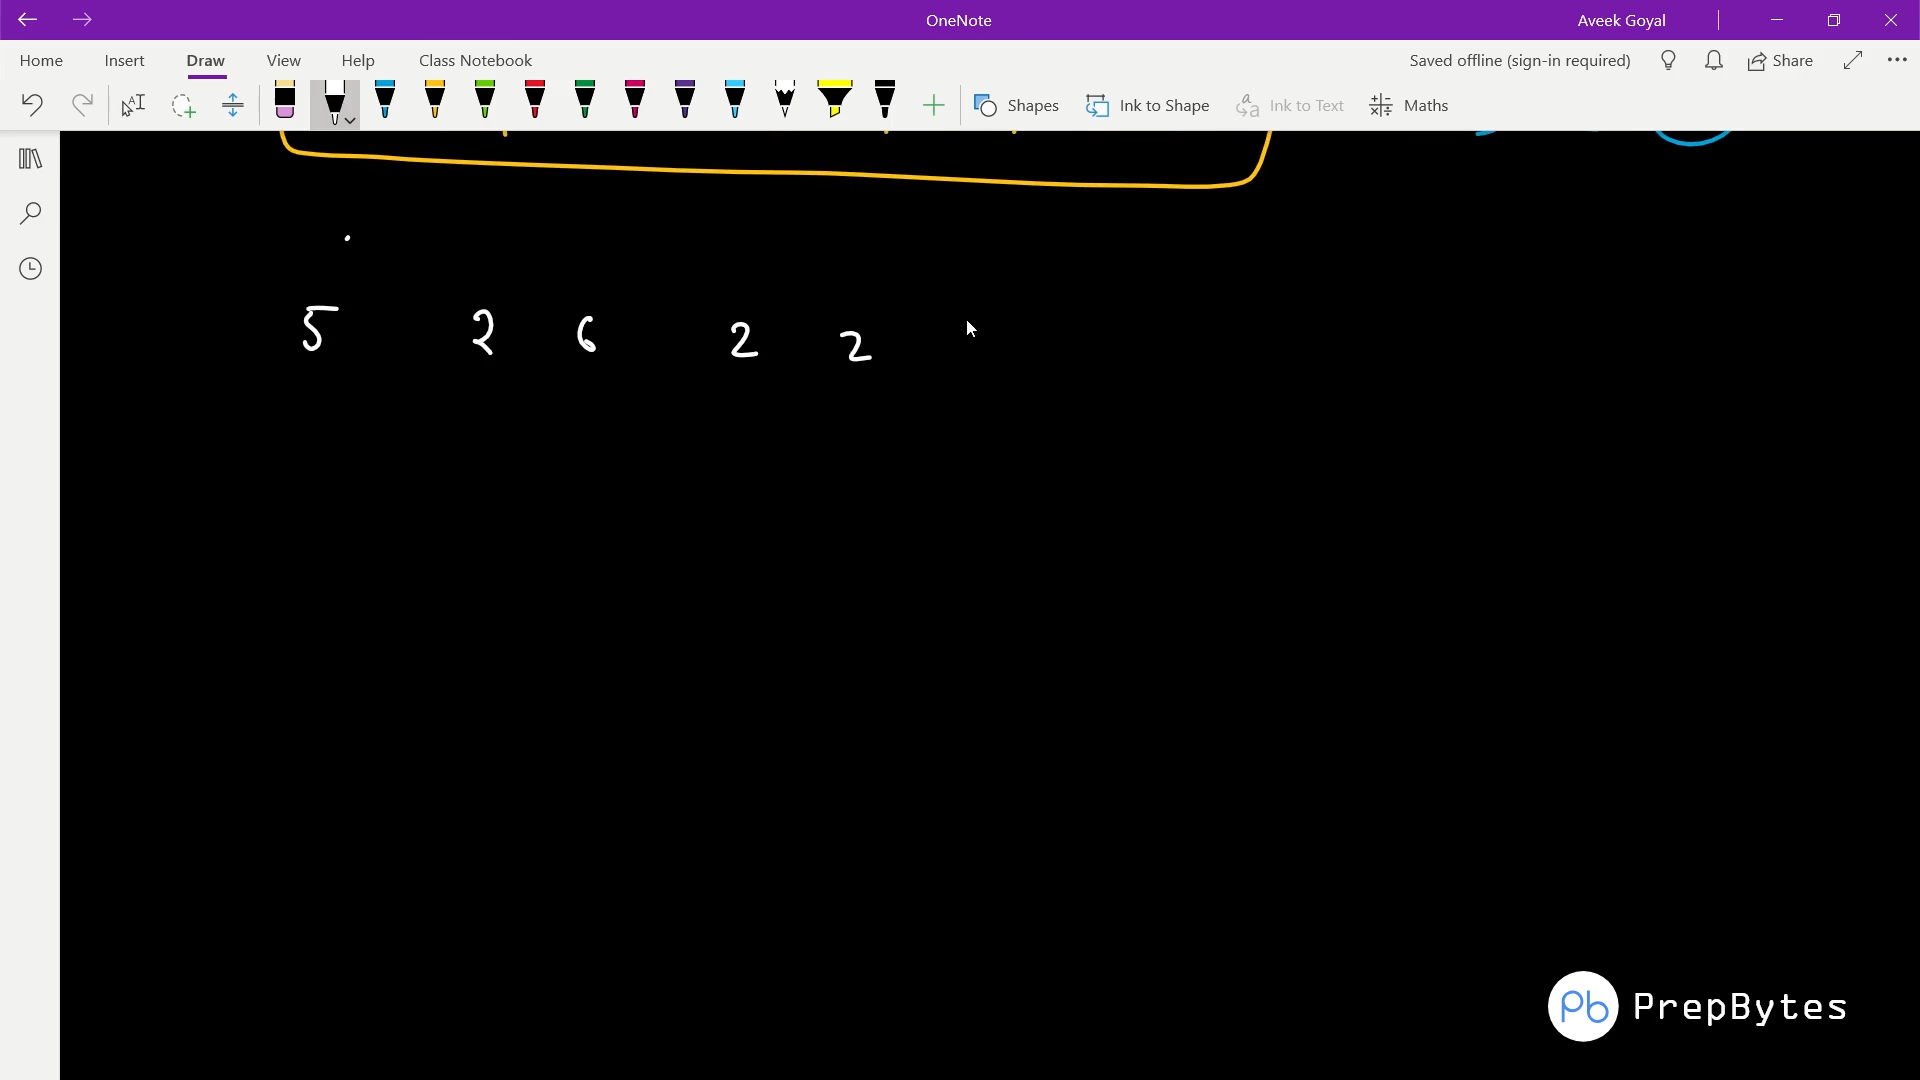 OneNote
Aveek Goyal
Home Insert Draw View Help Class Notebook
Saved offline (sign-in required) Share
Shapes Ink to Shape Ink to Text Maths
5 2 6 2 2
Pb PrepBytes